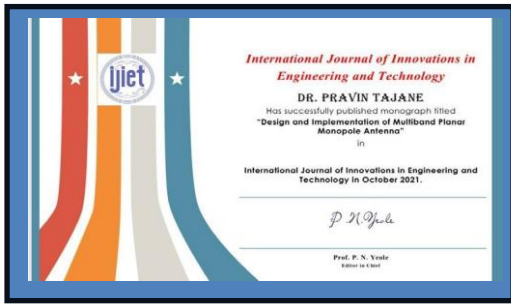 ijiet
International Journal of Innovations in
Engineering and Technology
DR. PRAVIN TAJANE
Has successfully published monograph titled
"Design and Implementation of Multiband Planar
Monopole Antenna"
in
International Journal of Innovations in Engineering and
Technology in October 2021.
P. N. Yeole
Prof. P. N. Yeole
Editor in Chief